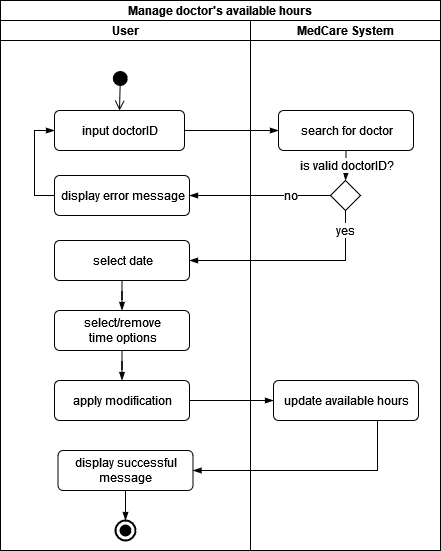 Manage doctor's available hours
User
MedCare System
input doctorID
search for doctor
is valid doctorID?
display error message
no
yes
select date
select/remove
time options
apply modification
update available hours
display successful
message